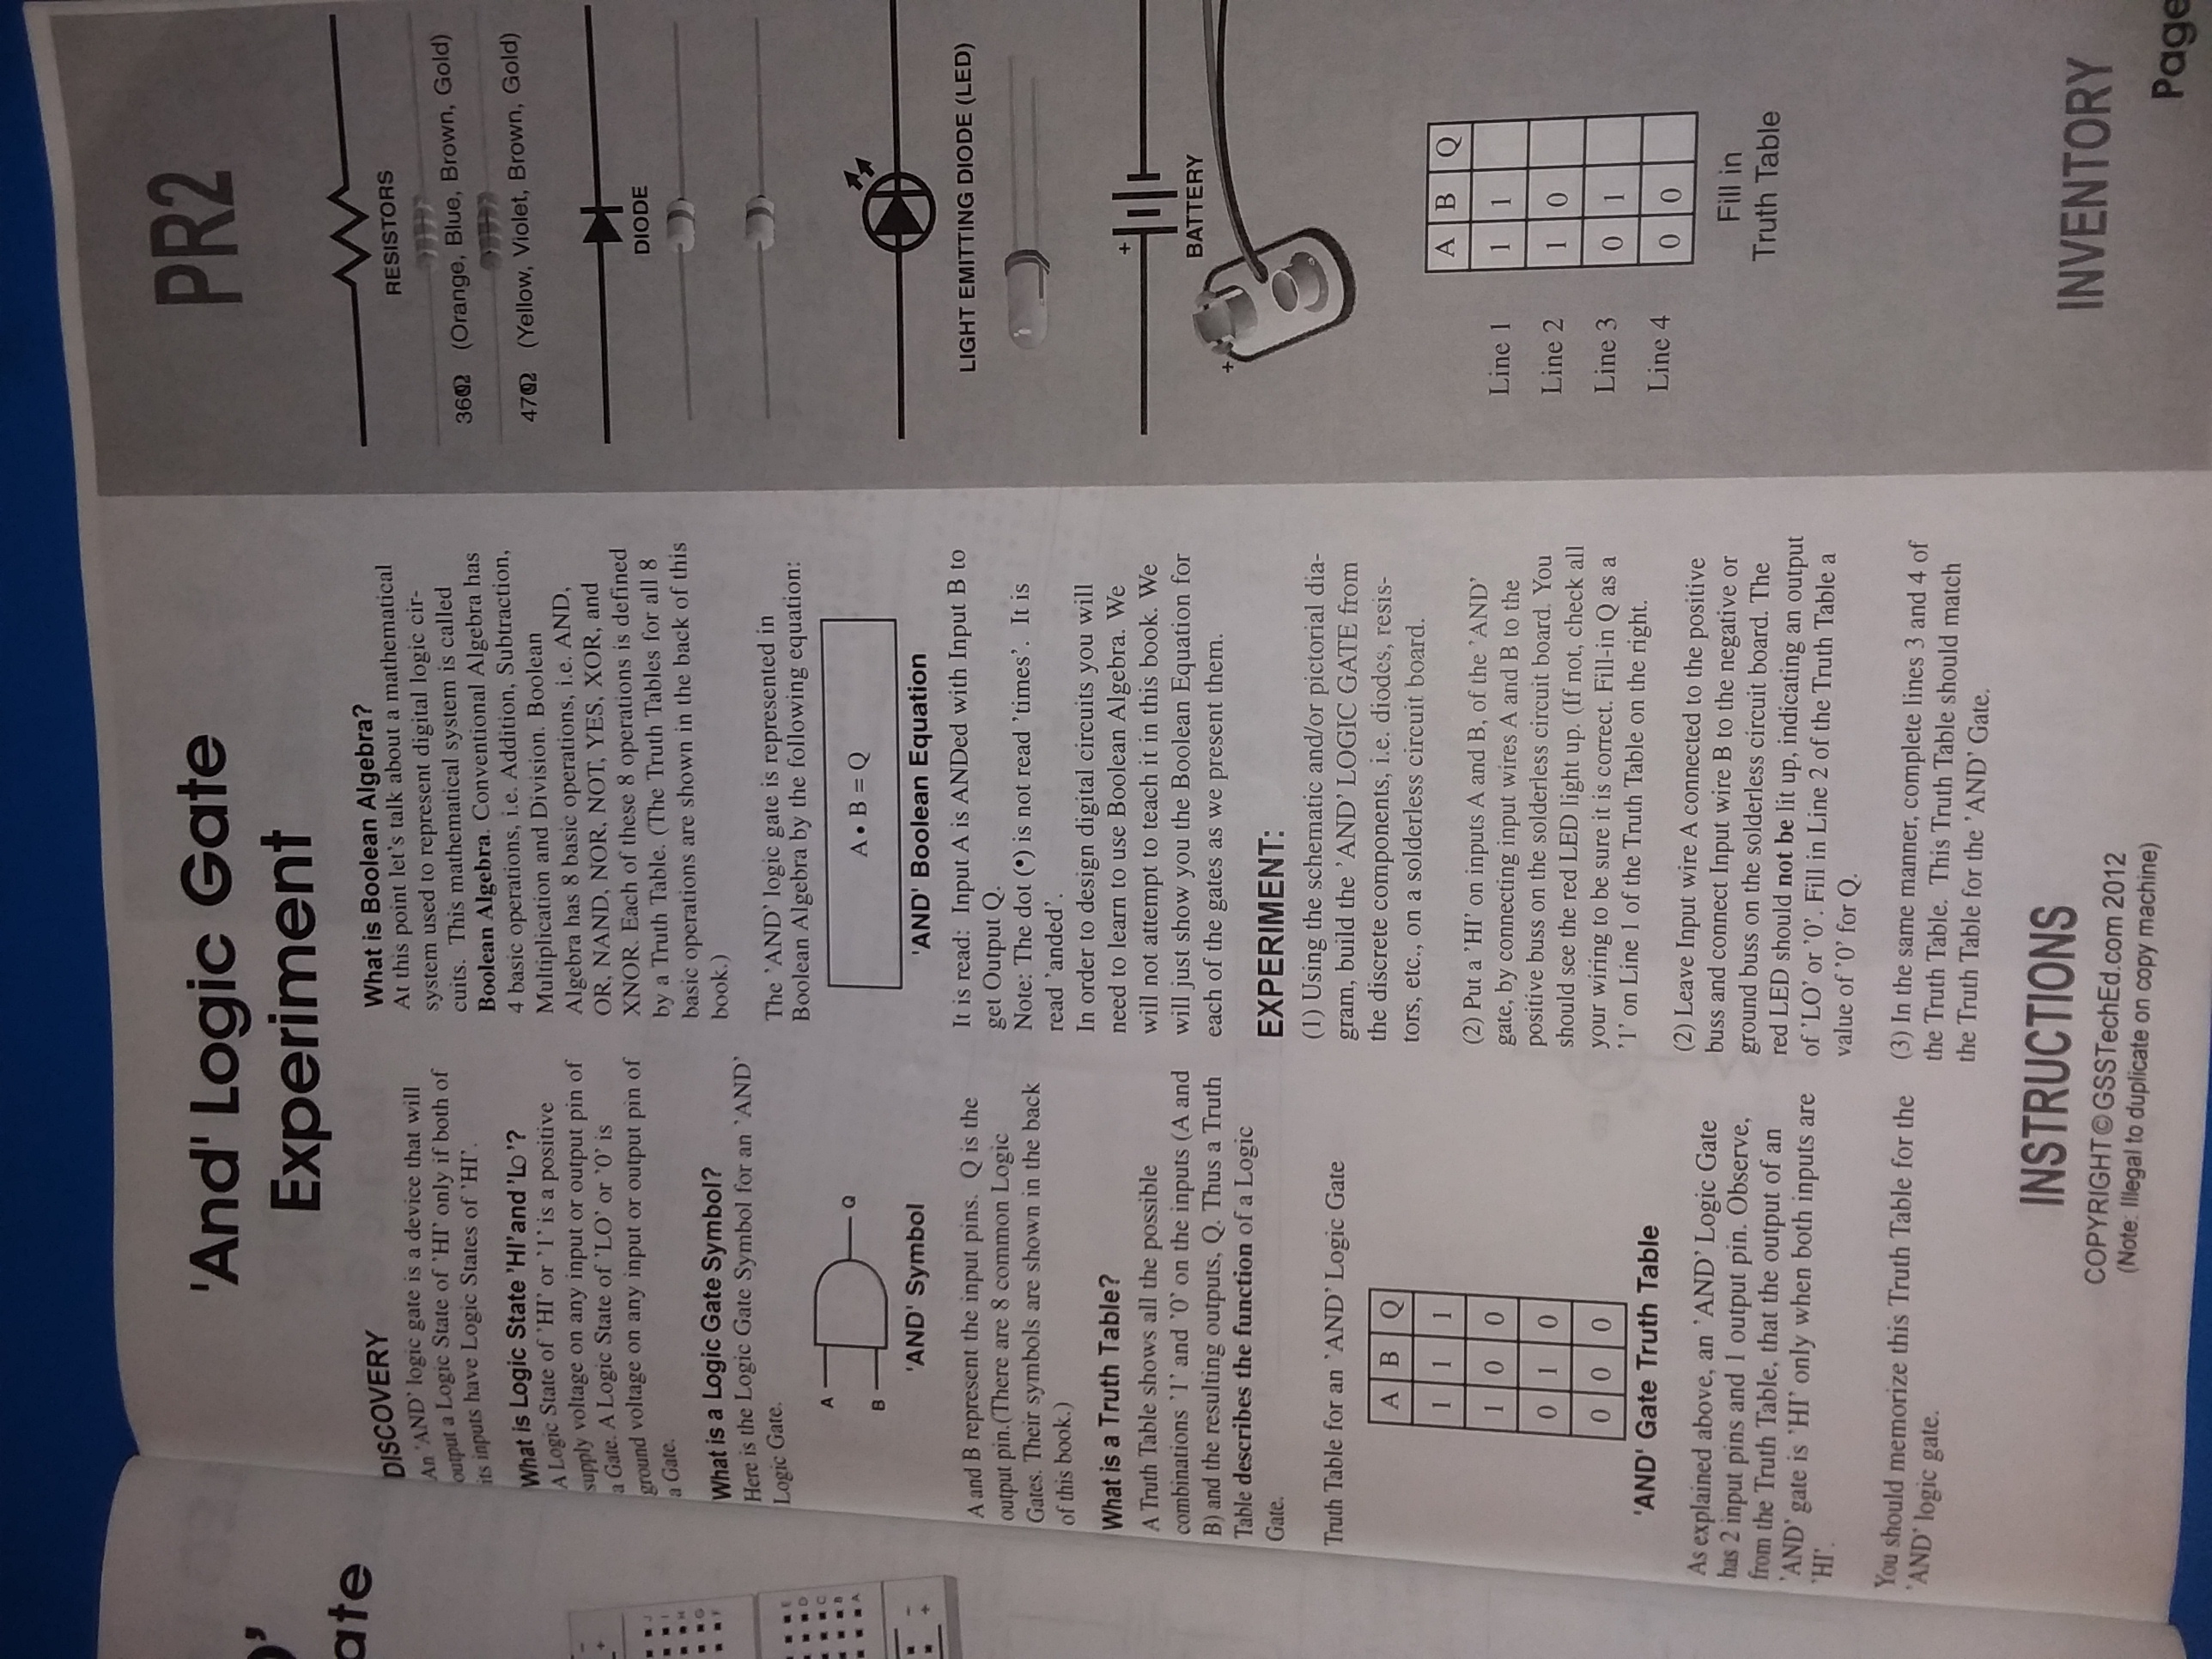 'And' Logic Gate
Experiment
DISCOVERY
An 'AND' logic gate is a device that will
output a Logic State of 'HI' only if both of
its inputs have Logic States of 'HI'.
What is Logic State 'HI'and 'Lo'?
A Logic State of 'HI' or '1' is a positive
supply voltage on any input or output pin of
a Gate. A Logic State of 'LO' or '0' is
ground voltage on any input or output pin of
a Gate.
What is a Logic Gate Symbol?
Here is the Logic Gate Symbol for an 'AND'
Logic Gate.
A
Q
B
'AND' Symbol
A and B represent the input pins. Q is the
output pin.(There are 8 common Logic
Gates. Their symbols are shown in the back
of this book.)
What is a Truth Table?
A Truth Table shows all the possible
combinations '1' and '0' on the inputs (A and
B) and the resulting outputs, Q. Thus a Truth
Table describes the function of a Logic
Gate.
Truth Table for an 'AND' Logic Gate
A B Q
1 1 1
1 0 0
0 1 0
0 0 0
'AND' Gate Truth Table
As explained above, an 'AND' Logic Gate
has 2 input pins and 1 output pin. Observe,
from the Truth Table, that the output of an
'AND' gate is 'HI' only when both inputs are
'HI'.
You should memorize this Truth Table for the
'AND' logic gate.
What is Boolean Algebra?
At this point let's talk about a mathematical
system used to represent digital logic cir-
cuits. This mathematical system is called
Boolean Algebra. Conventional Algebra has
4 basic operations, i.e. Addition, Subtraction,
Multiplication and Division. Boolean
Algebra has 8 basic operations, i.e. AND,
OR, NAND, NOR, NOT, YES, XOR, and
XNOR. Each of these 8 operations is defined
by a Truth Table. (The Truth Tables for all 8
basic operations are shown in the back of this
book.)
The 'AND' logic gate is represented in
Boolean Algebra by the following equation:
A • B = Q
'AND' Boolean Equation
It is read: Input A is ANDed with Input B to
get Output Q.
Note: The dot (•) is not read 'times'. It is
read 'anded'.
In order to design digital circuits you will
need to learn to use Boolean Algebra. We
will not attempt to teach it in this book. We
will just show you the Boolean Equation for
each of the gates as we present them.
EXPERIMENT:
(1) Using the schematic and/or pictorial dia-
gram, build the 'AND' LOGIC GATE from
the discrete components, i.e. diodes, resis-
tors, etc., on a solderless circuit board.
(2) Put a 'HI' on inputs A and B, of the 'AND'
gate, by connecting input wires A and B to the
positive buss on the solderless circuit board. You
should see the red LED light up. (If not, check all
your wiring to be sure it is correct. Fill-in Q as a
'1' on Line 1 of the Truth Table on the right.
(2) Leave Input wire A connected to the positive
buss and connect Input wire B to the negative or
ground buss on the solderless circuit board. The
red LED should not be lit up, indicating an output
of 'LO' or '0'. Fill in Line 2 of the Truth Table a
value of '0' for Q.
(3) In the same manner, complete lines 3 and 4 of
the Truth Table. This Truth Table should match
the Truth Table for the 'AND' Gate.
INSTRUCTIONS
COPYRIGHT © GSSTechEd.com 2012
(Note: Illegal to duplicate on copy machine)
PR2
RESISTORS
360Ω (Orange, Blue, Brown, Gold)
470Ω (Yellow, Violet, Brown, Gold)
DIODE
LIGHT EMITTING DIODE (LED)
+
BATTERY
+
A B Q
Line 1 1 1
Line 2 1 0
Line 3 0 1
Line 4 0 0
Fill in
Truth Table
INVENTORY
Page